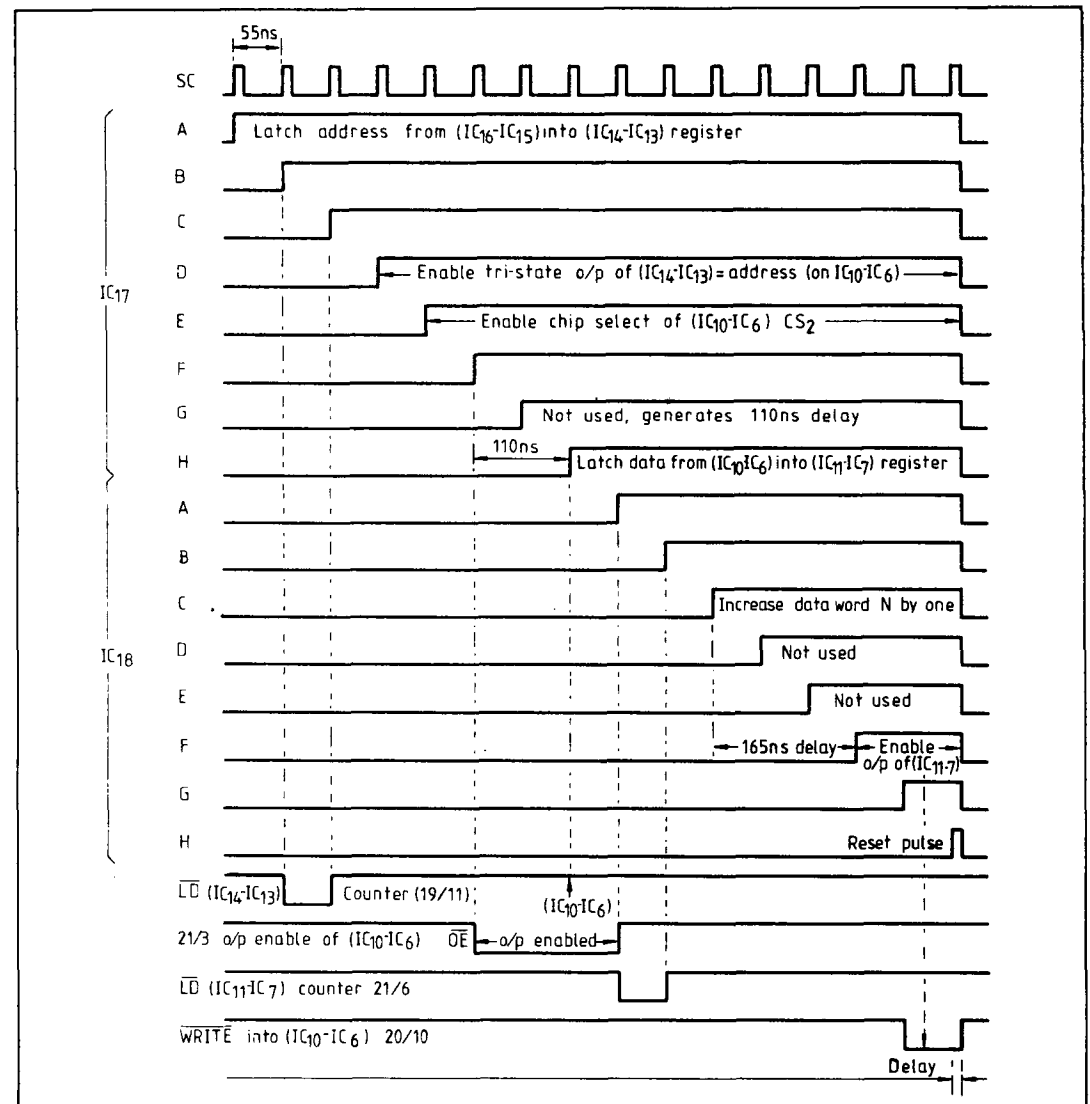 55ns
SC
A Latch address from (IC16-IC15)into (IC14-IC13) register
B
C
D Enable tri-state o/p of (IC14-IC13)=address (on IC10-IC6)
IC17
E Enable chip select of (IC10-IC6) CS2
F
G Not used, generates 110ns delay
110ns
H Latch data from (IC10-IC6) into (IC11-IC7) register
A
B
C Increase data word N by one
IC18
D Not used
E Not used
F 165ns delay Enable
o/p of(IC11-7)
G
H Reset pulse
LD (IC14-IC13) Counter (19/11) (IC10-IC6)
21/3 o/p enable of (IC10-IC6) OE o/p enabled
LD (IC11-IC7) counter 21/6
WRITE into (IC10-IC6) 20/10
Delay